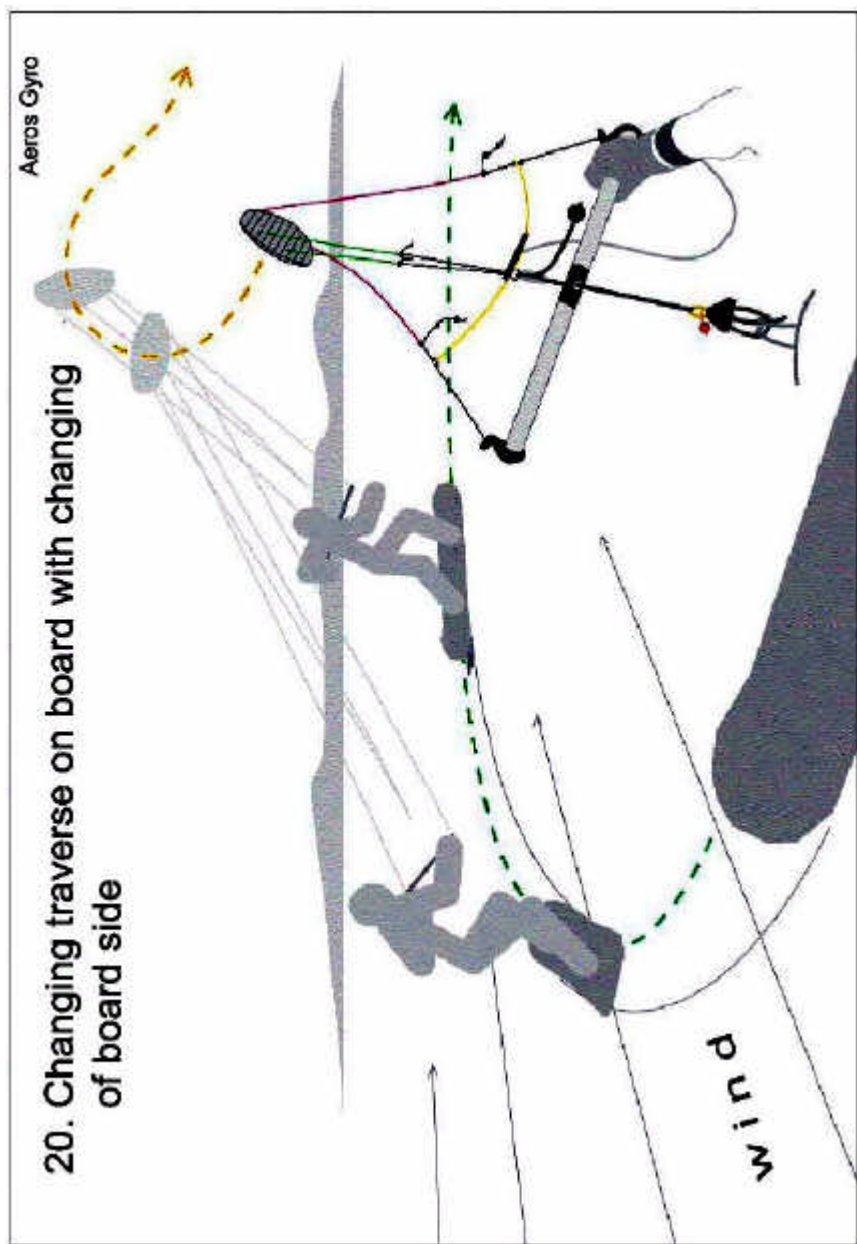 Aeros Gyro
20. Changing traverse on board with changing
of board side
wind